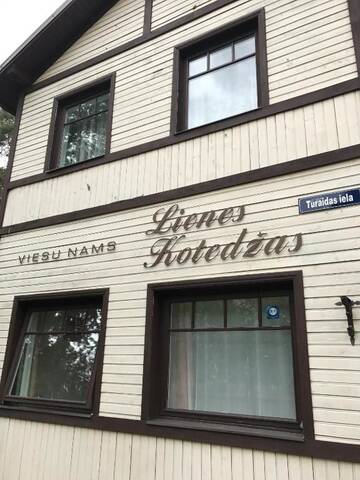 Lienes
VIESU NAMS
Kotedžas
Turaidas iela